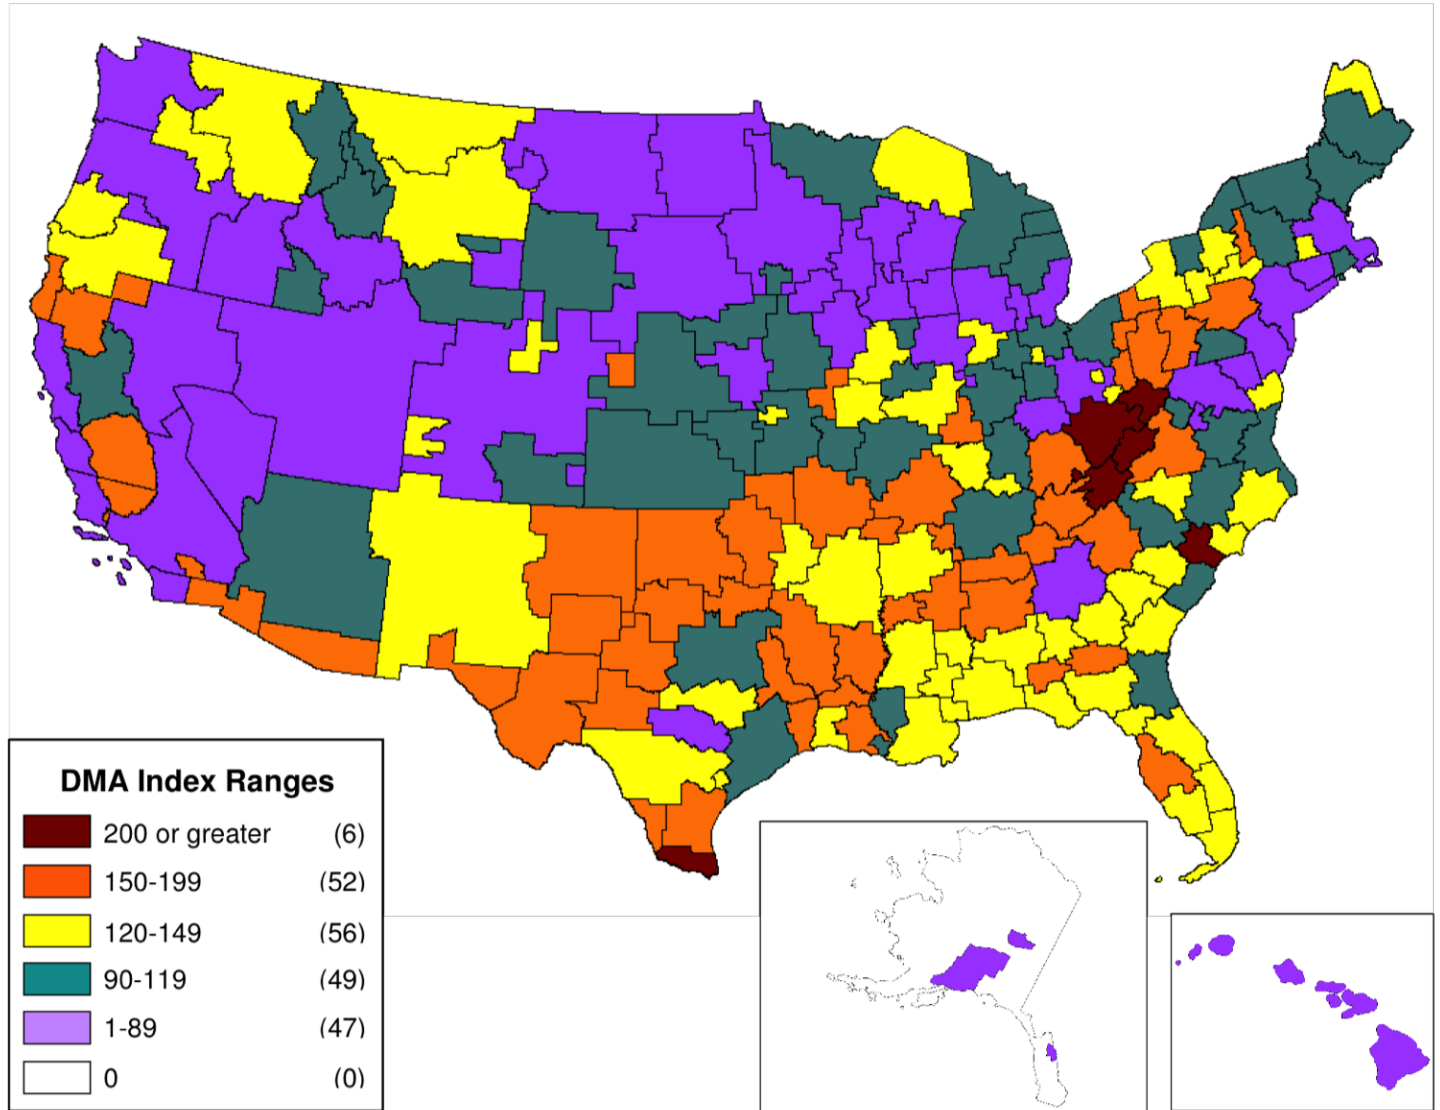 DMA Index Ranges
200 or greater (6)
150-199 (52)
120-149 (56)
90-119 (49)
1-89 (47)
0 (0)